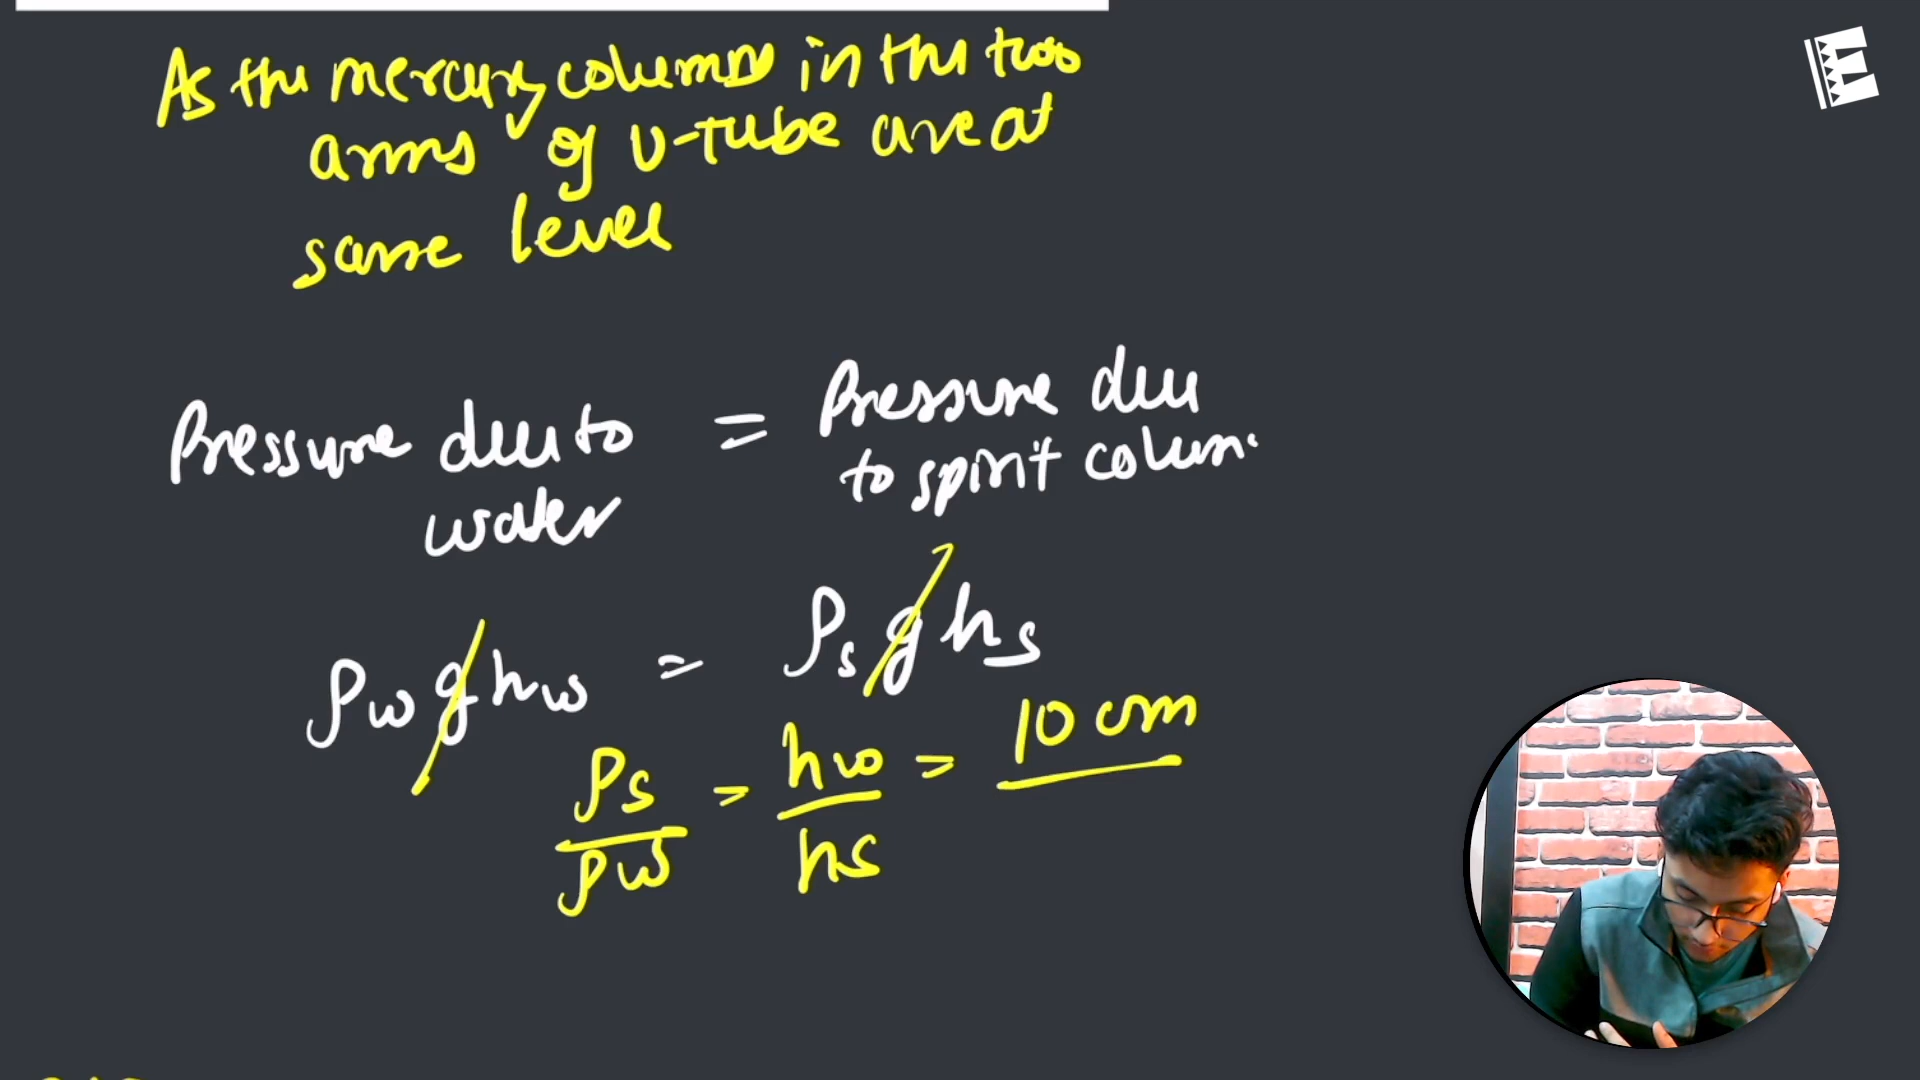 As the mercury column in the two
arms of U-tube are at
same level
Pressure due to = Pressure due
water to spirit colum
ρw g hw = ρs g hs
ρs/ρw = hw/hs = 10 cm